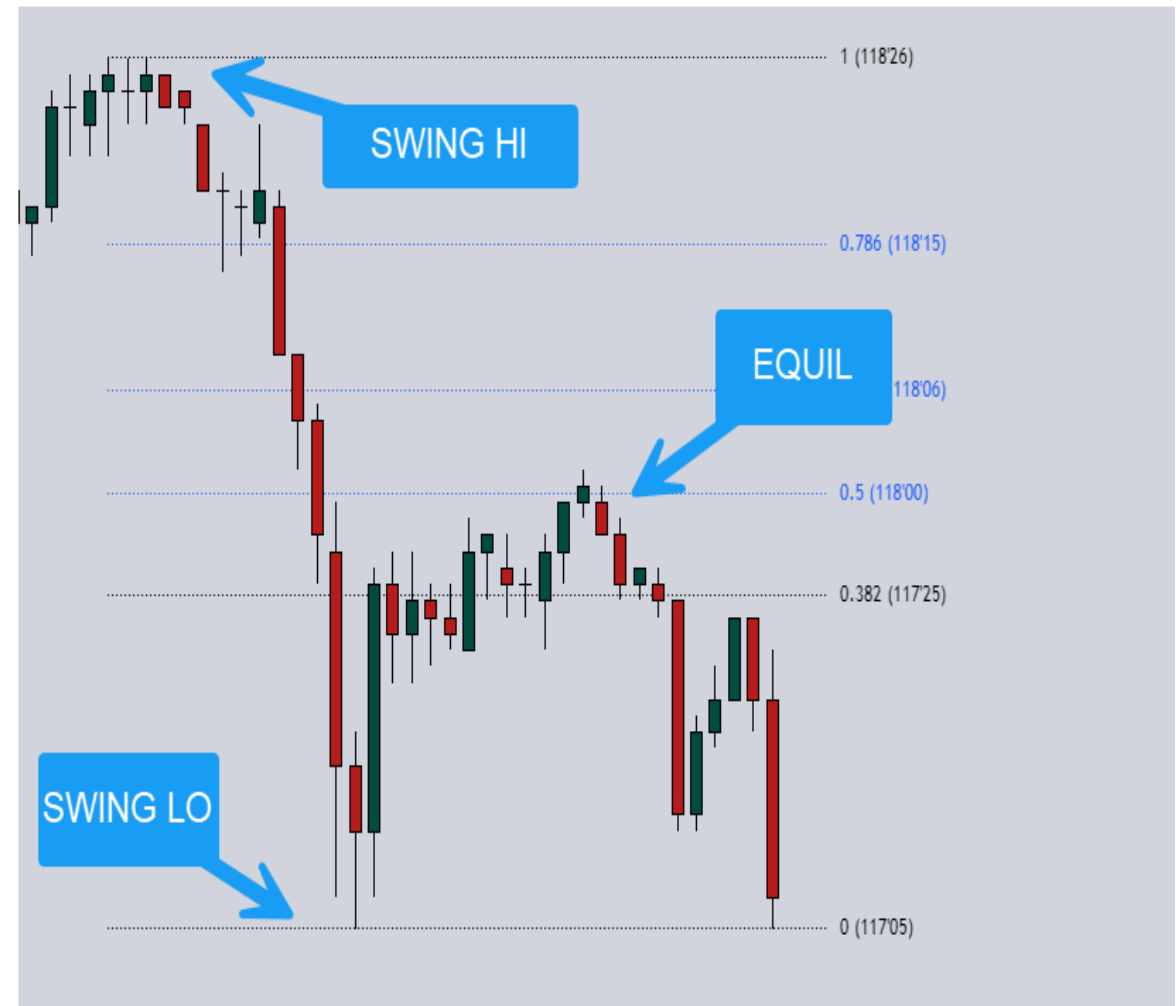 1 (118'26)
SWING HI
0.786 (118'15)
EQUIL
118'06)
0.5 (118'00)
0.382 (117'25)
SWING LO
0 (117'05)